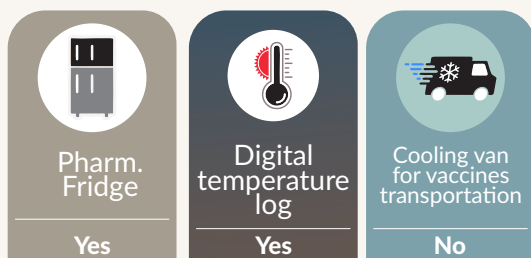 Pharm.
Fridge
Yes
Digital
temperature
log
Yes
Cooling van
for vaccines
transportation
No